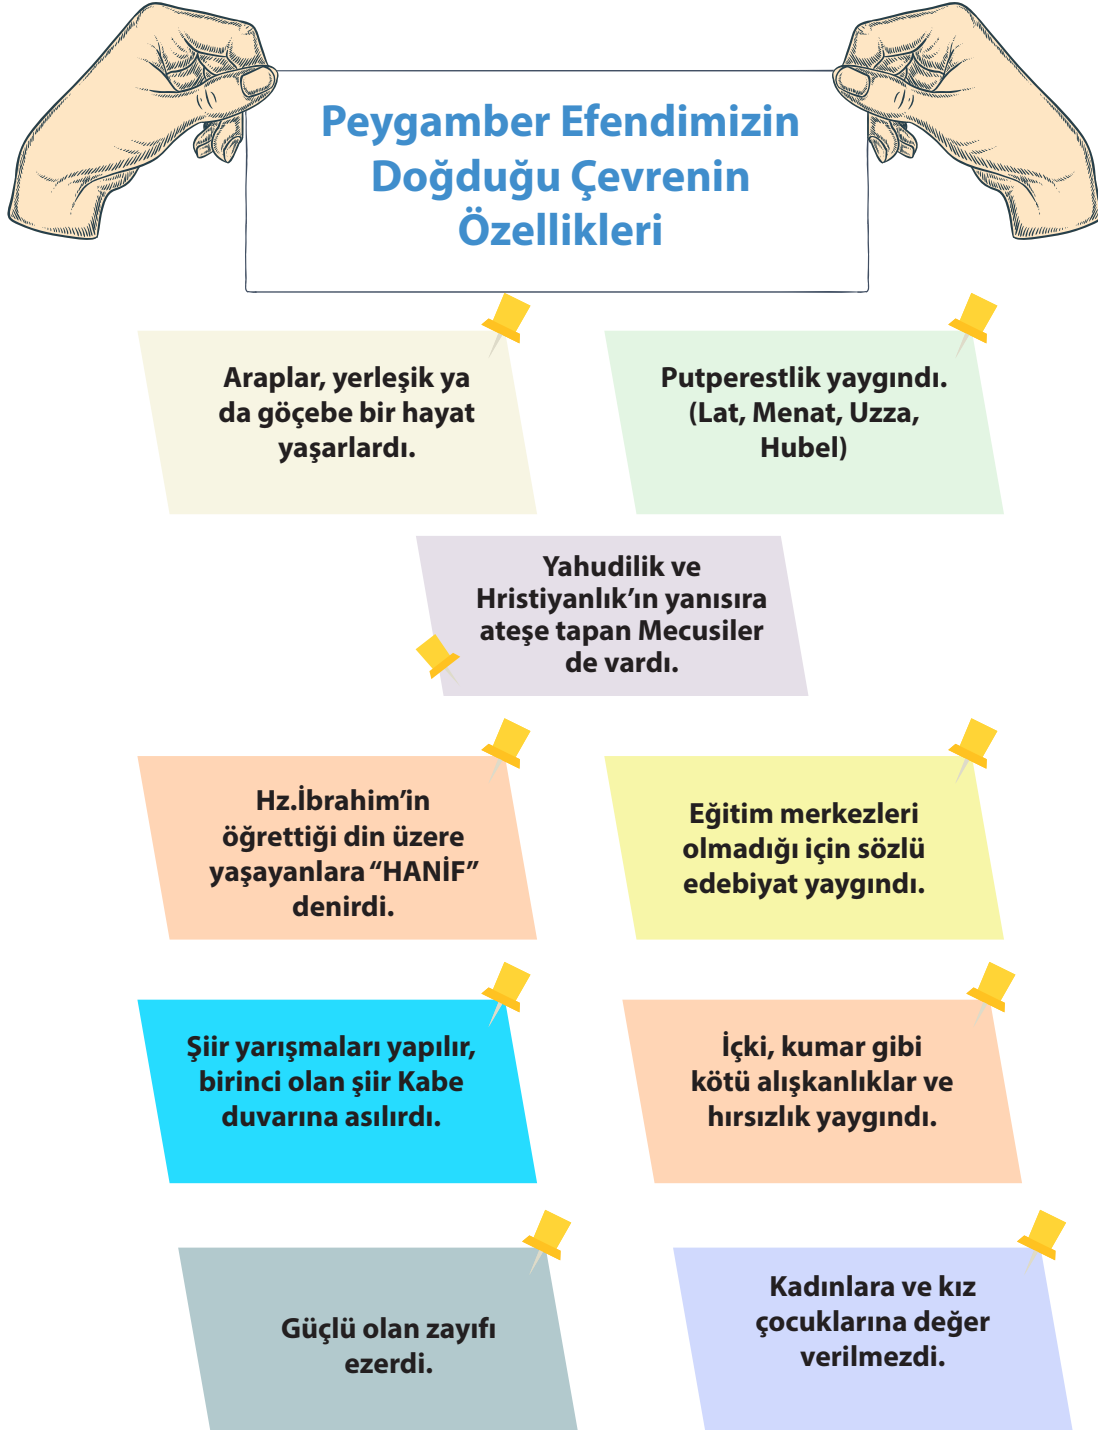 Peygamber Efendimizin
Doğduğu Çevrenin
Özellikleri
Araplar, yerleşik ya
da göçebe bir hayat
yaşarlardı.
Putperestlik yaygındı.
(Lat, Menat, Uzza,
Hubel)
Yahudilik ve
Hristiyanlık’ın yanısıra
ateşe tapan Mecusiler
de vardı.
Hz.İbrahim’in
öğrettiği din üzere
yaşayanlara “HANİF”
denirdi.
Eğitim merkezleri
olmadığı için sözlü
edebiyat yaygındı.
Şiir yarışmaları yapılır,
birinci olan şiir Kabe
duvarına asılırdı.
İçki, kumar gibi
kötü alışkanlıklar ve
hırsızlık yaygındı.
Güçlü olan zayıfı
ezerdi.
Kadınlara ve kız
çocuklarına değer
verilmezdi.